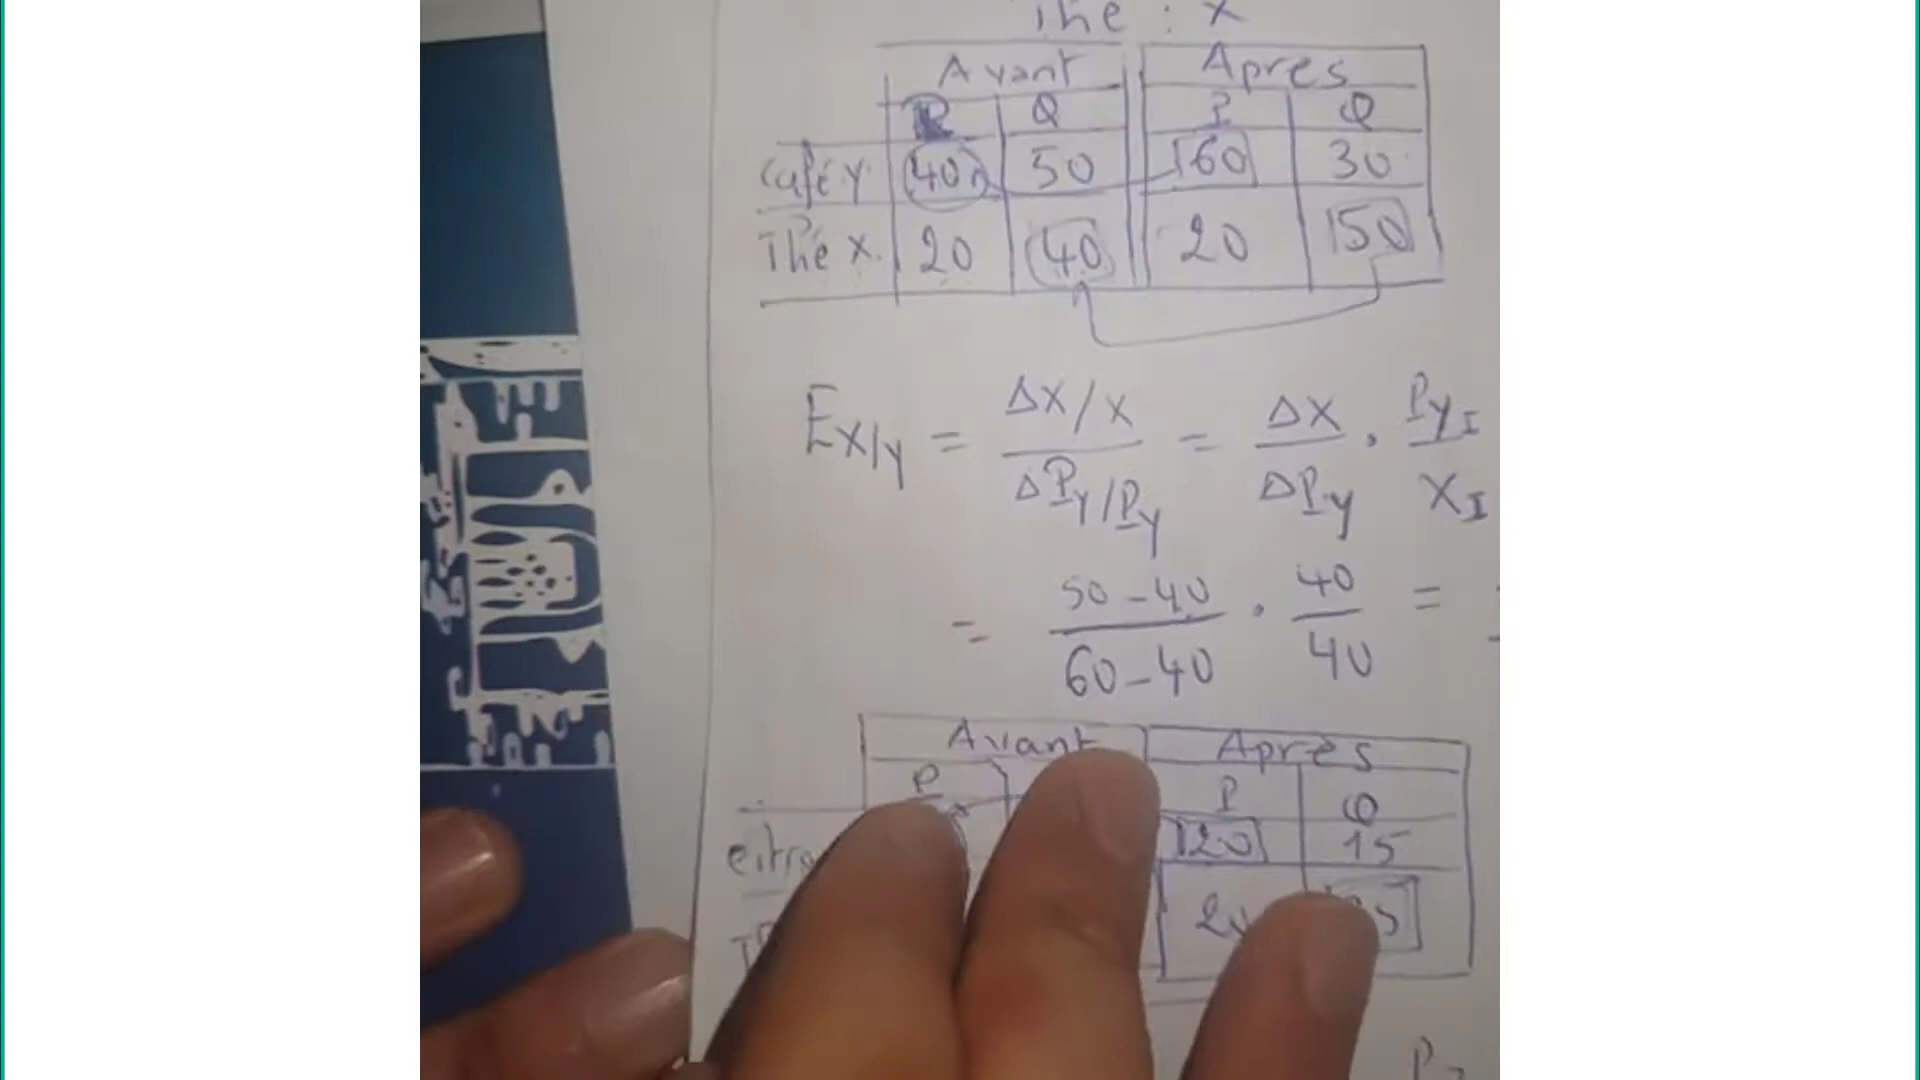 The : X
Avant Après
P Q P Q
Café Y 40 50 60 30
Thé X 20 40 20 50
EX/Y = ΔX/X / ΔPY/PY = ΔX/ΔPY . PYI/XI
= 50-40/60-40 . 40/40 =
Avant Après
P P Q
120 15